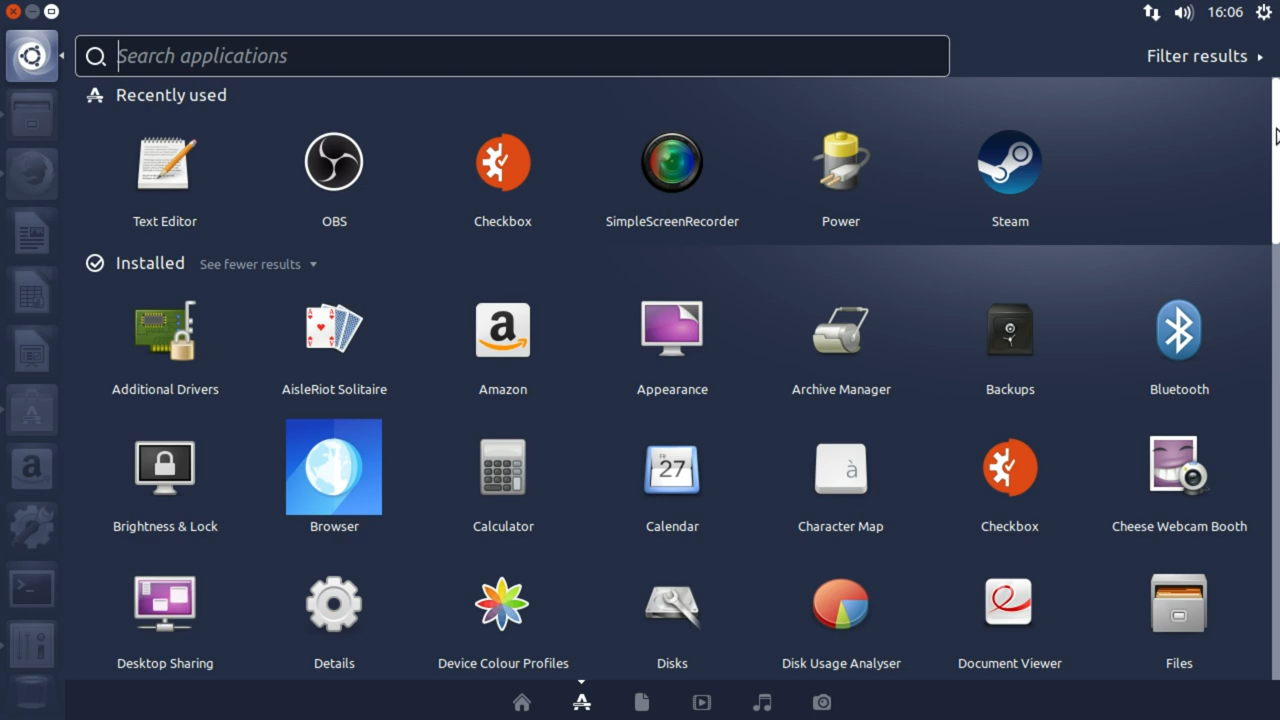 16:06
Search applications
Filter results
Recently used
Text Editor
OBS
Checkbox
SimpleScreenRecorder
Power
Steam
Installed See fewer results
Additional Drivers
AisleRiot Solitaire
Amazon
Appearance
Archive Manager
Backups
Bluetooth
Brightness & Lock
Browser
Calculator
Calendar
Character Map
Checkbox
Cheese Webcam Booth
Desktop Sharing
Details
Device Colour Profiles
Disks
Disk Usage Analyser
Document Viewer
Files